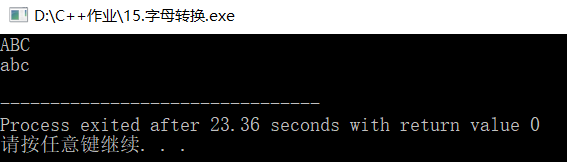 D:\C++作业\15.字母转换.exe
ABC
abc
--------------------------------
Process exited after 23.36 seconds with return value 0
请按任意键继续. . .